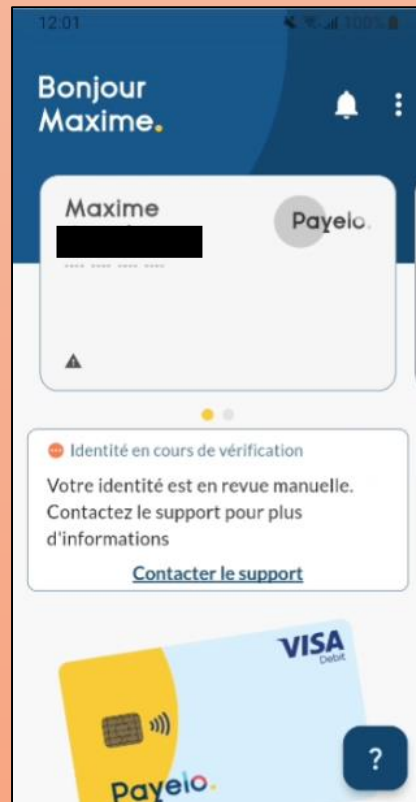 12:01
100%
Bonjour
Maxime.
Maxime
Payelo.
Identité en cours de vérification
Votre identité est en revue manuelle.
Contactez le support pour plus
d'informations
Contacter le support
VISA
Debit
Payelo.
?